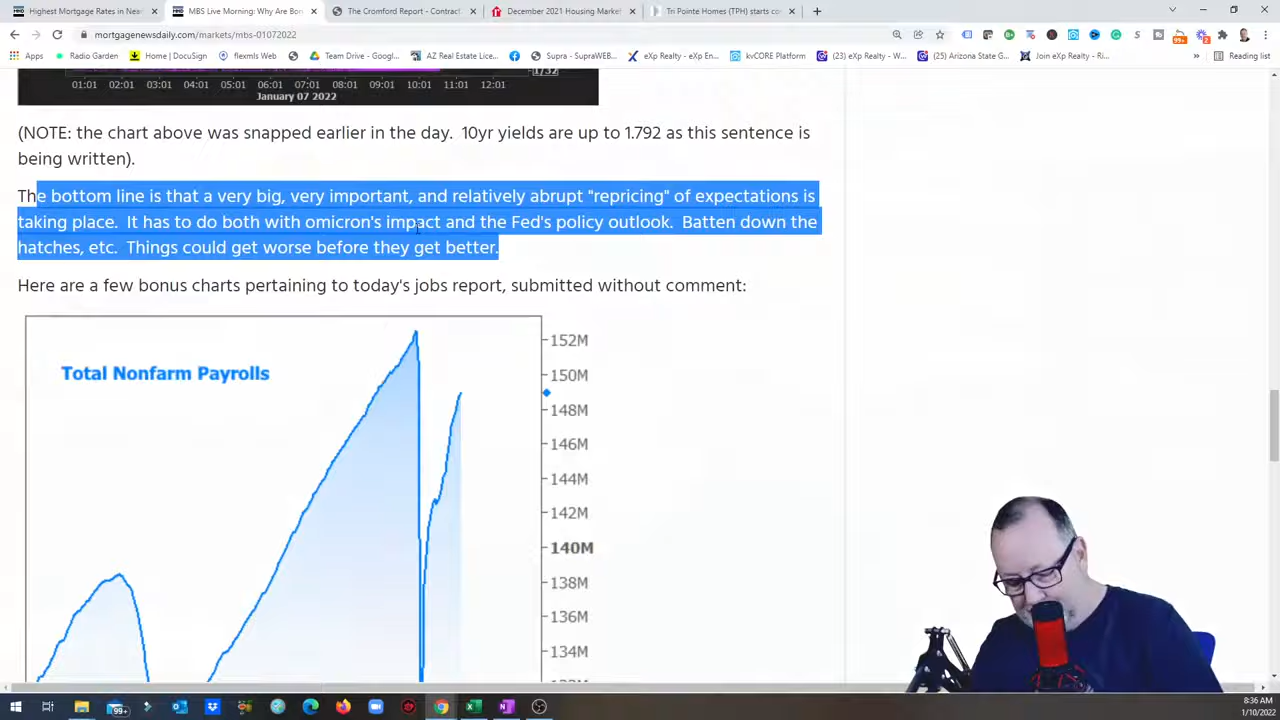 Highest Mortgage Rates in Near
MBS Live Morning: Why Are Bon
The Cromford Report - Contract
December 2021 Housing Market
Tri Pointe Homes (TPH) starts co
mortgagenewsdaily.com/markets/mbs-01072022
Apps
Radio Garden
Home | DocuSign
flexmls Web
Team Drive - Googl...
AZ Real Estate Lice...
Supra - SupraWEB...
eXp Realty - eXp En...
kvCORE Platform
(23) eXp Realty - W...
(25) Arizona State G...
Join eXp Realty - Ri...
Reading list
1/32
01:01 02:01 03:01 04:01 05:01 06:01 07:01 08:01 09:01 10:01 11:01 12:01
January 07 2022
(NOTE: the chart above was snapped earlier in the day. 10yr yields are up to 1.792 as this sentence is
being written).
The bottom line is that a very big, very important, and relatively abrupt "repricing" of expectations is
taking place. It has to do both with omicron's impact and the Fed's policy outlook. Batten down the
hatches, etc. Things could get worse before they get better.
Here are a few bonus charts pertaining to today's jobs report, submitted without comment:
Total Nonfarm Payrolls
152M
150M
148M
146M
144M
142M
140M
138M
136M
134M
99+
8:36 AM
1/10/2022